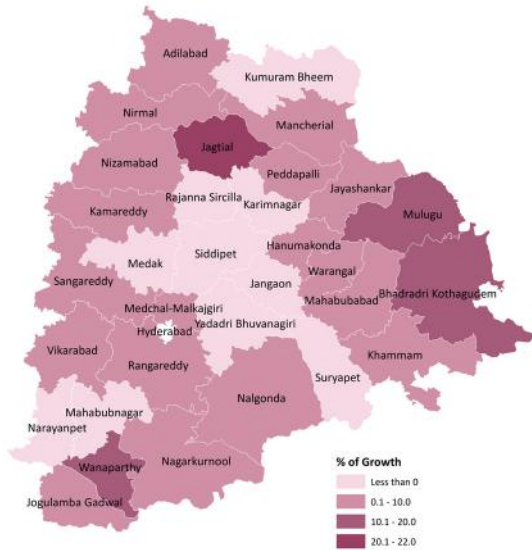 Adilabad
Kumuram Bheem
Nirmal
Mancherial
Jagtial
Nizamabad
Peddapalli
Jayashankar
Rajanna Sircilla
Karimnagar
Mulugu
Kamareddy
Hanumakonda
Siddipet
Medak
Warangal
Sangareddy
Jangaon
Bhadradri Kothagudem
Mahabubabad
Medchal-Malkajgiri
Yadadri Bhuvanagiri
Hyderabad
Vikarabad
Khammam
Rangareddy
Suryapet
Nalgonda
Mahabubnagar
Narayanpet
Wanaparthy
Nagarkurnool
Jogulamba Gadwal
% of Growth
Less than 0
0.1 - 10.0
10.1 - 20.0
20.1 - 22.0